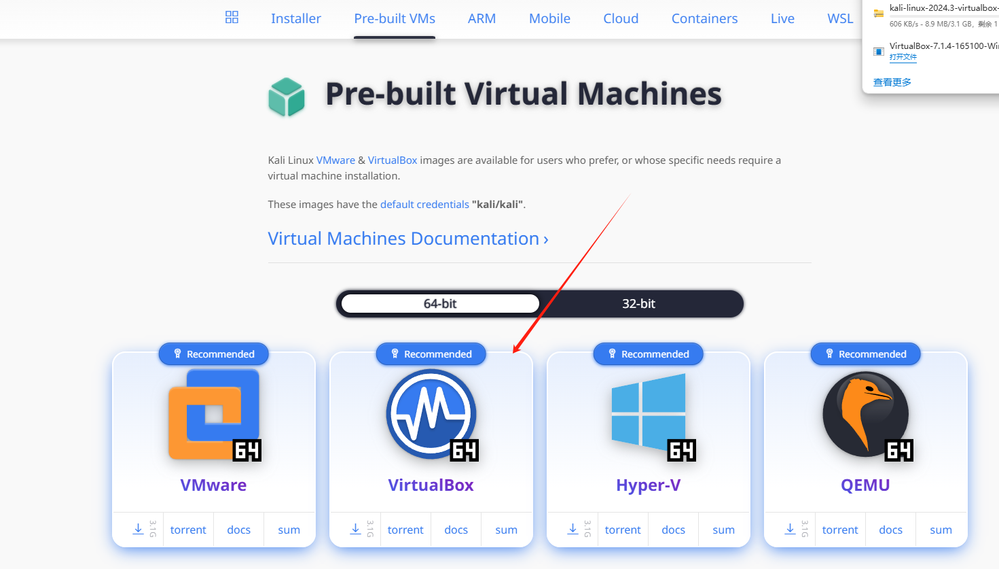 Installer Pre-built VMs ARM Mobile Cloud Containers Live WSL
kali-linux-2024.3-virtualbox-
606 KB/s - 8.9 MB/3.1 GB, 剩余 1
VirtualBox-7.1.4-165100-Wi
打开文件
查看更多
Pre-built Virtual Machines
Kali Linux VMware & VirtualBox images are available for users who prefer, or whose specific needs require a
virtual machine installation.
These images have the default credentials "kali/kali".
Virtual Machines Documentation ›
64-bit 32-bit
Recommended Recommended Recommended Recommended
64 64 64 64
VMware VirtualBox Hyper-V QEMU
3.1G torrent docs sum 3.1G torrent docs sum 3.1G torrent docs sum 3.1G torrent docs sum